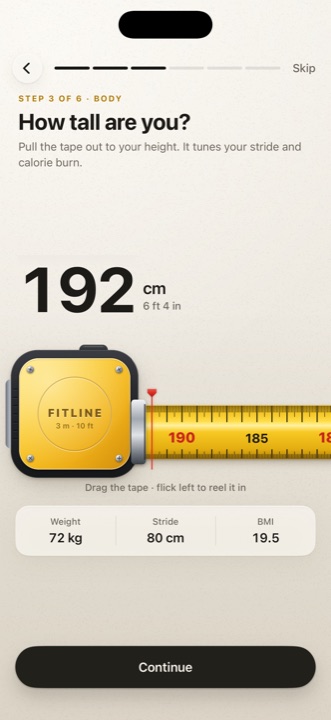 Skip
STEP 3 OF 6 · BODY
How tall are you?
Pull the tape out to your height. It tunes your stride and
calorie burn.
192 cm
6 ft 4 in
FITLINE
3 m · 10 ft
190 185 18
Drag the tape · flick left to reel it in
Weight Stride BMI
72 kg 80 cm 19.5
Continue